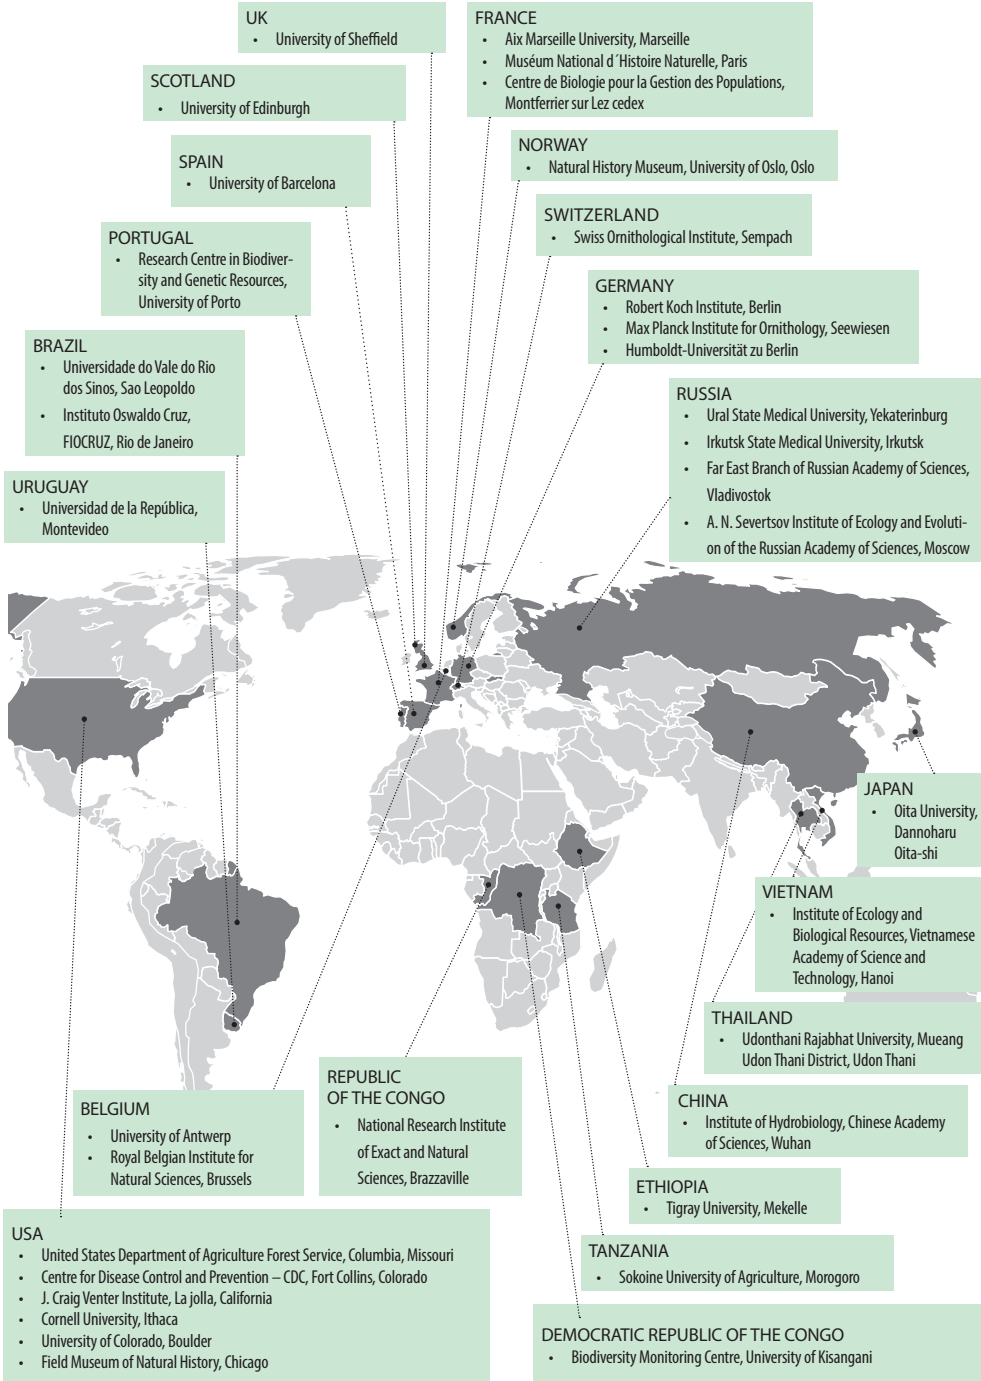 UK
• University of Sheffield
FRANCE
• Aix Marseille University, Marseille
• Muséum National d´Histoire Naturelle, Paris
• Centre de Biologie pour la Gestion des Populations,
Montferrier sur Lez cedex
SCOTLAND
• University of Edinburgh
NORWAY
• Natural History Museum, University of Oslo, Oslo
SPAIN
• University of Barcelona
SWITZERLAND
• Swiss Ornithological Institute, Sempach
PORTUGAL
• Research Centre in Biodiver-
sity and Genetic Resources,
University of Porto
GERMANY
• Robert Koch Institute, Berlin
• Max Planck Institute for Ornithology, Seewiesen
• Humboldt-Universität zu Berlin
BRAZIL
• Universidade do Vale do Rio
dos Sinos, Sao Leopoldo
• Instituto Oswaldo Cruz,
FIOCRUZ, Rio de Janeiro
RUSSIA
• Ural State Medical University, Yekaterinburg
• Irkutsk State Medical University, Irkutsk
• Far East Branch of Russian Academy of Sciences,
Vladivostok
• A. N. Severtsov Institute of Ecology and Evoluti-
on of the Russian Academy of Sciences, Moscow
URUGUAY
• Universidad de la República,
Montevideo
JAPAN
• Oita University,
Dannoharu
Oita-shi
VIETNAM
• Institute of Ecology and
Biological Resources, Vietnamese
Academy of Science and
Technology, Hanoi
THAILAND
• Udonthani Rajabhat University, Mueang
Udon Thani District, Udon Thani
REPUBLIC
OF THE CONGO
• National Research Institute
of Exact and Natural
Sciences, Brazzaville
BELGIUM
• University of Antwerp
• Royal Belgian Institute for
Natural Sciences, Brussels
CHINA
• Institute of Hydrobiology, Chinese Academy
of Sciences, Wuhan
ETHIOPIA
• Tigray University, Mekelle
USA
• United States Department of Agriculture Forest Service, Columbia, Missouri
• Centre for Disease Control and Prevention – CDC, Fort Collins, Colorado
• J. Craig Venter Institute, La jolla, California
• Cornell University, Ithaca
• University of Colorado, Boulder
• Field Museum of Natural History, Chicago
TANZANIA
• Sokoine University of Agriculture, Morogoro
DEMOCRATIC REPUBLIC OF THE CONGO
• Biodiversity Monitoring Centre, University of Kisangani